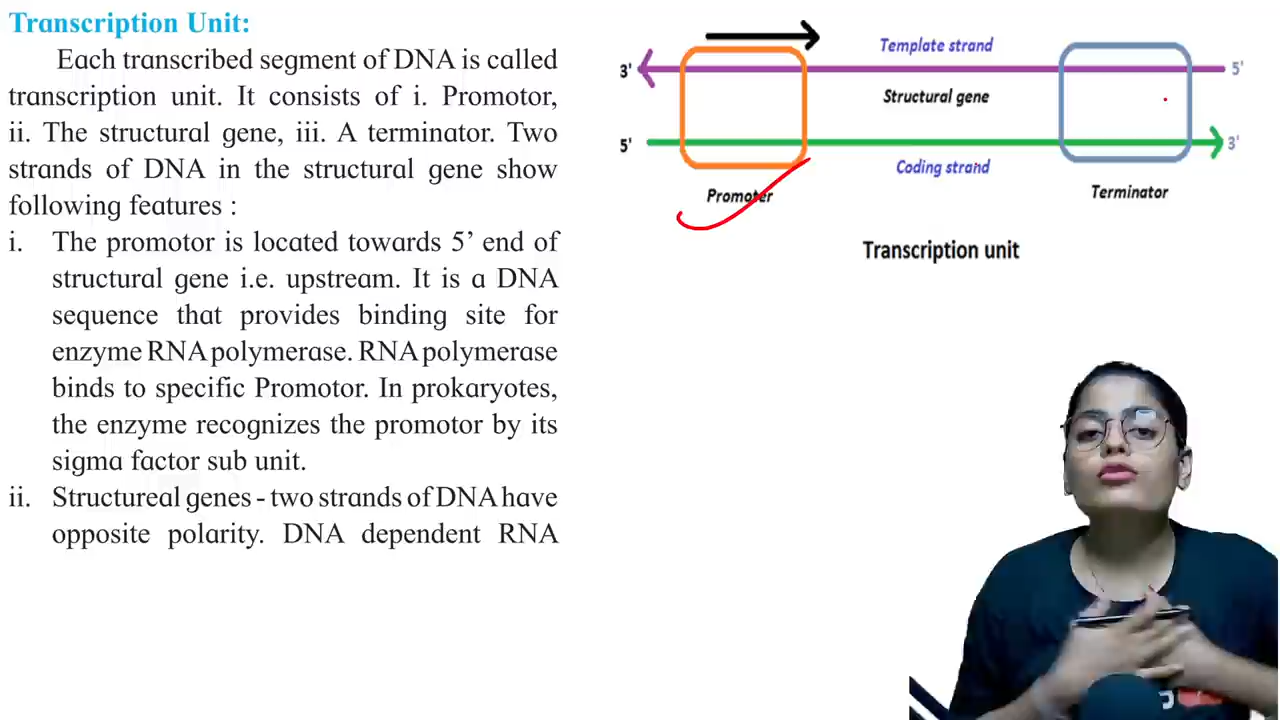 Transcription Unit:
Each transcribed segment of DNA is called
transcription unit. It consists of i. Promotor,
ii. The structural gene, iii. A terminator. Two
strands of DNA in the structural gene show
following features :
i. The promotor is located towards 5’ end of
structural gene i.e. upstream. It is a DNA
sequence that provides binding site for
enzyme RNA polymerase. RNA polymerase
binds to specific Promotor. In prokaryotes,
the enzyme recognizes the promotor by its
sigma factor sub unit.
ii. Structureal genes - two strands of DNA have
opposite polarity. DNA dependent RNA
Template strand
3' 5'
Structural gene
5' 3'
Coding strand
Promoter Terminator
Transcription unit